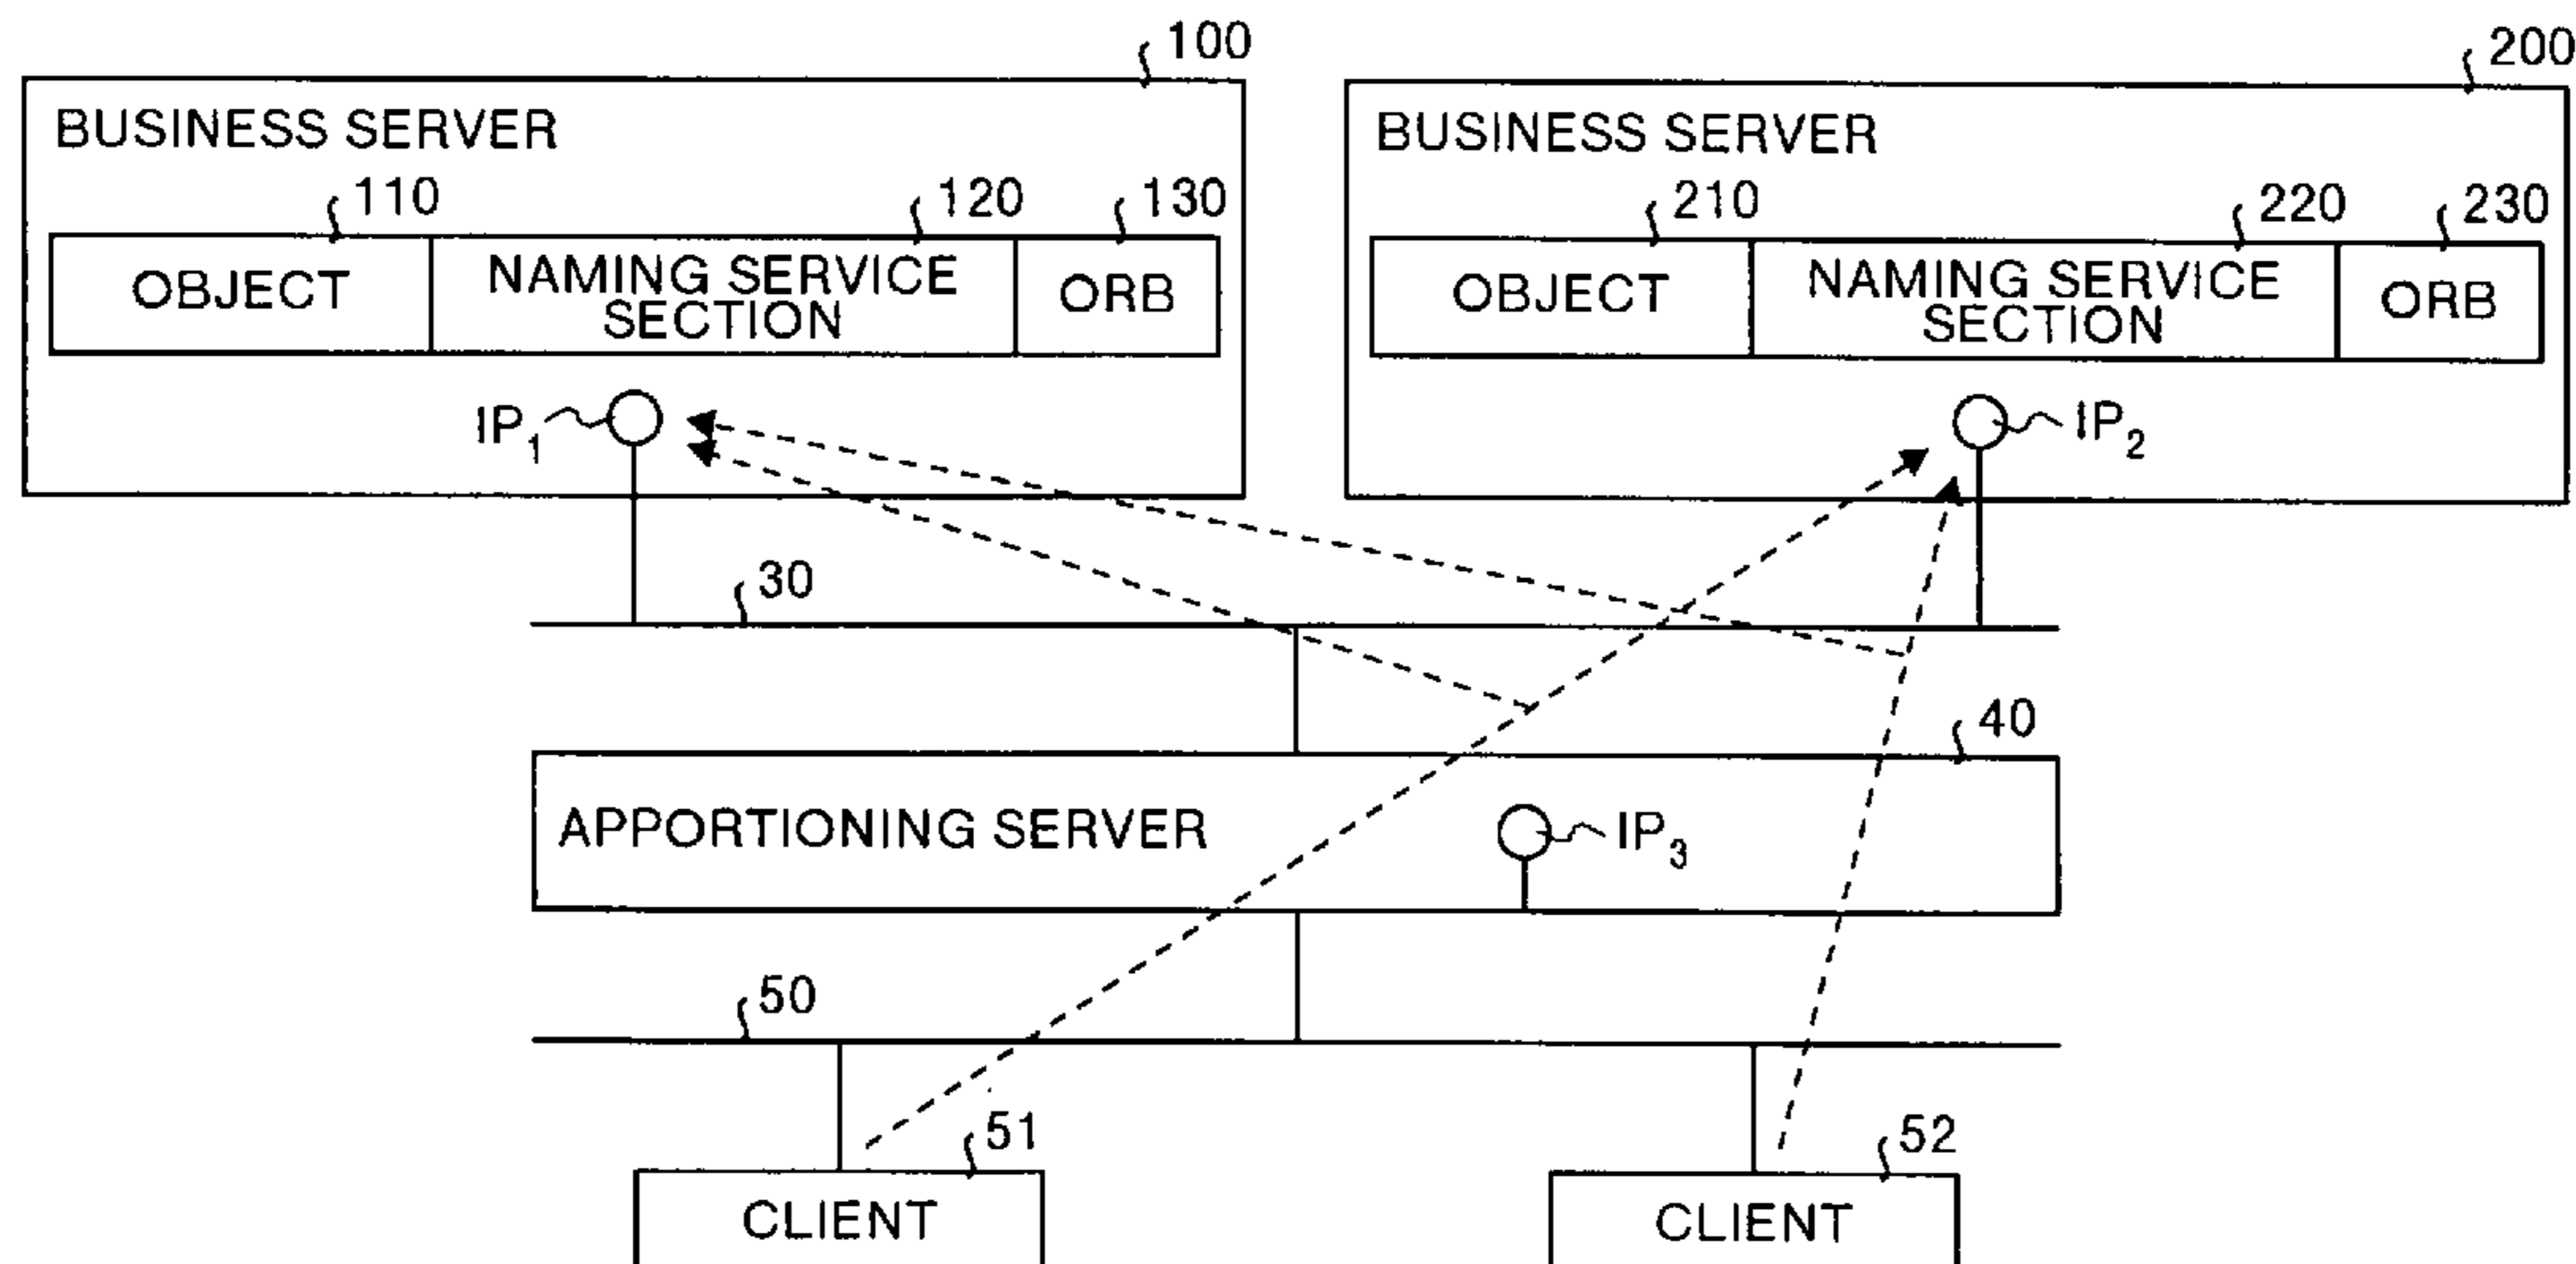 100
200
BUSINESS SERVER
BUSINESS SERVER
110
120
130
210
220
230
OBJECT
NAMING SERVICE
SECTION
ORB
OBJECT
NAMING SERVICE
SECTION
ORB
IP1
IP2
30
40
APPORTIONING SERVER
IP3
50
51
52
CLIENT
CLIENT